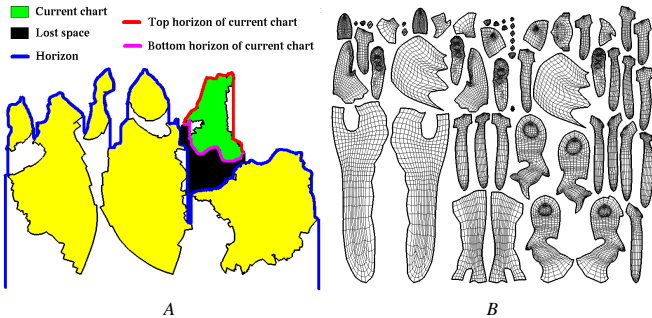 Current chart
Lost space
Horizon
Top horizon of current chart
Bottom horizon of current chart
A
B